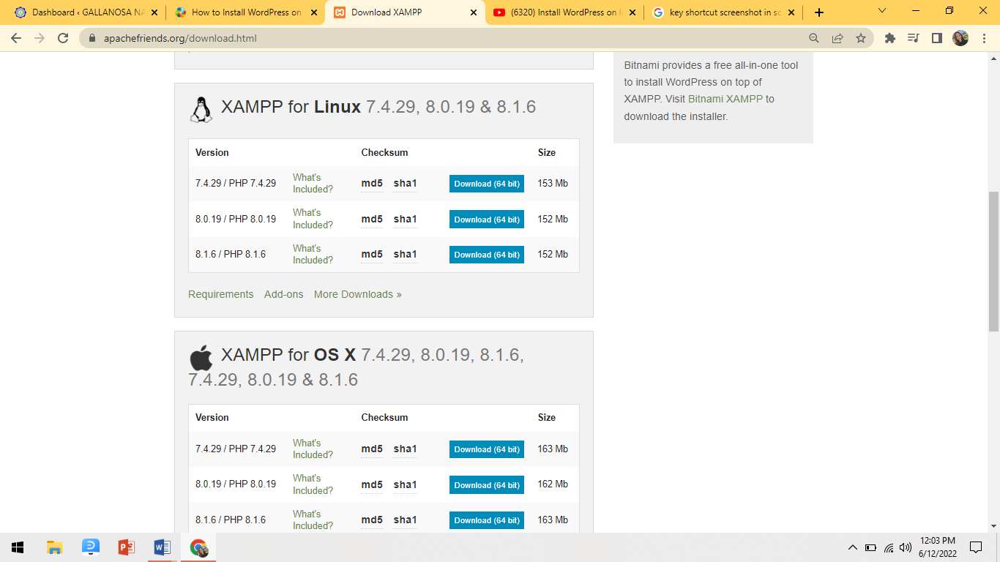 Dashboard ‹ GALLANOSA NA
How to Install WordPress on
Download XAMPP
(6320) Install WordPress on l
key shortcut screenshot in sc
apachefriends.org/download.html
Bitnami provides a free all-in-one tool
to install WordPress on top of
XAMPP. Visit Bitnami XAMPP to
download the installer.
XAMPP for Linux 7.4.29, 8.0.19 & 8.1.6
Version Checksum Size
7.4.29 / PHP 7.4.29 What's Included? md5 sha1 Download (64 bit) 153 Mb
8.0.19 / PHP 8.0.19 What's Included? md5 sha1 Download (64 bit) 152 Mb
8.1.6 / PHP 8.1.6 What's Included? md5 sha1 Download (64 bit) 152 Mb
Requirements Add-ons More Downloads »
XAMPP for OS X 7.4.29, 8.0.19, 8.1.6,
7.4.29, 8.0.19 & 8.1.6
Version Checksum Size
7.4.29 / PHP 7.4.29 What's Included? md5 sha1 Download (64 bit) 163 Mb
8.0.19 / PHP 8.0.19 What's Included? md5 sha1 Download (64 bit) 162 Mb
8.1.6 / PHP 8.1.6 What's Included? md5 sha1 Download (64 bit) 163 Mb
12:03 PM
6/12/2022